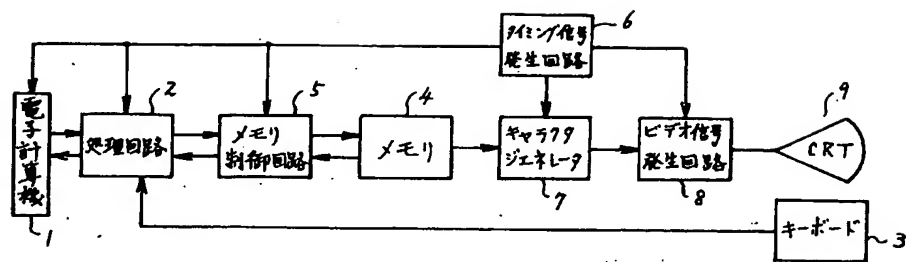 6
タイミング信号
発生回路
2
5
4
9
電子計算機
処理回路
メモリ
制御回路
メモリ
キャラクタ
ジェネレータ
ビデオ信号
発生回路
CRT
1
7
8
キーボード
3